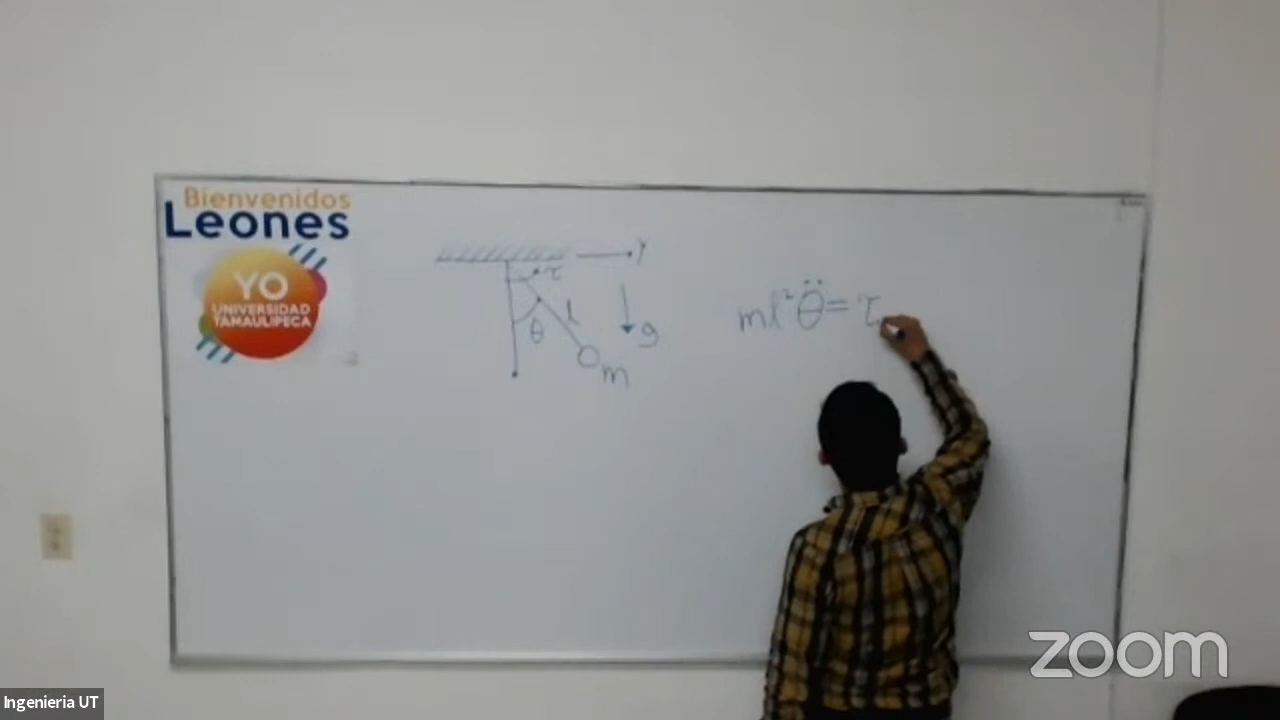 Bienvenidos
Leones
YO
UNIVERSIDAD
TAMAULIPECA
Y
τ
l
θ
g
m
ml²θ̈ = τ
zoom
Ingenieria UT